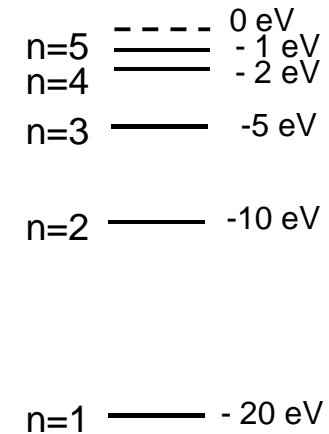 0 eV
n=5 - 1 eV
n=4 - 2 eV
n=3 -5 eV
n=2 -10 eV
n=1 - 20 eV